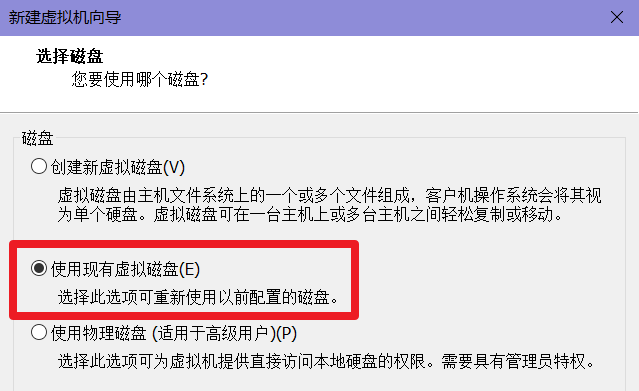 新建虚拟机向导
选择磁盘
您要使用哪个磁盘?
磁盘
创建新虚拟磁盘(V)
虚拟磁盘由主机文件系统上的一个或多个文件组成，客户机操作系统会将其视
为单个硬盘。虚拟磁盘可在一台主机上或多台主机之间轻松复制或移动。
使用现有虚拟磁盘(E)
选择此选项可重新使用以前配置的磁盘。
使用物理磁盘 (适用于高级用户)(P)
选择此选项可为虚拟机提供直接访问本地硬盘的权限。需要具有管理员特权。